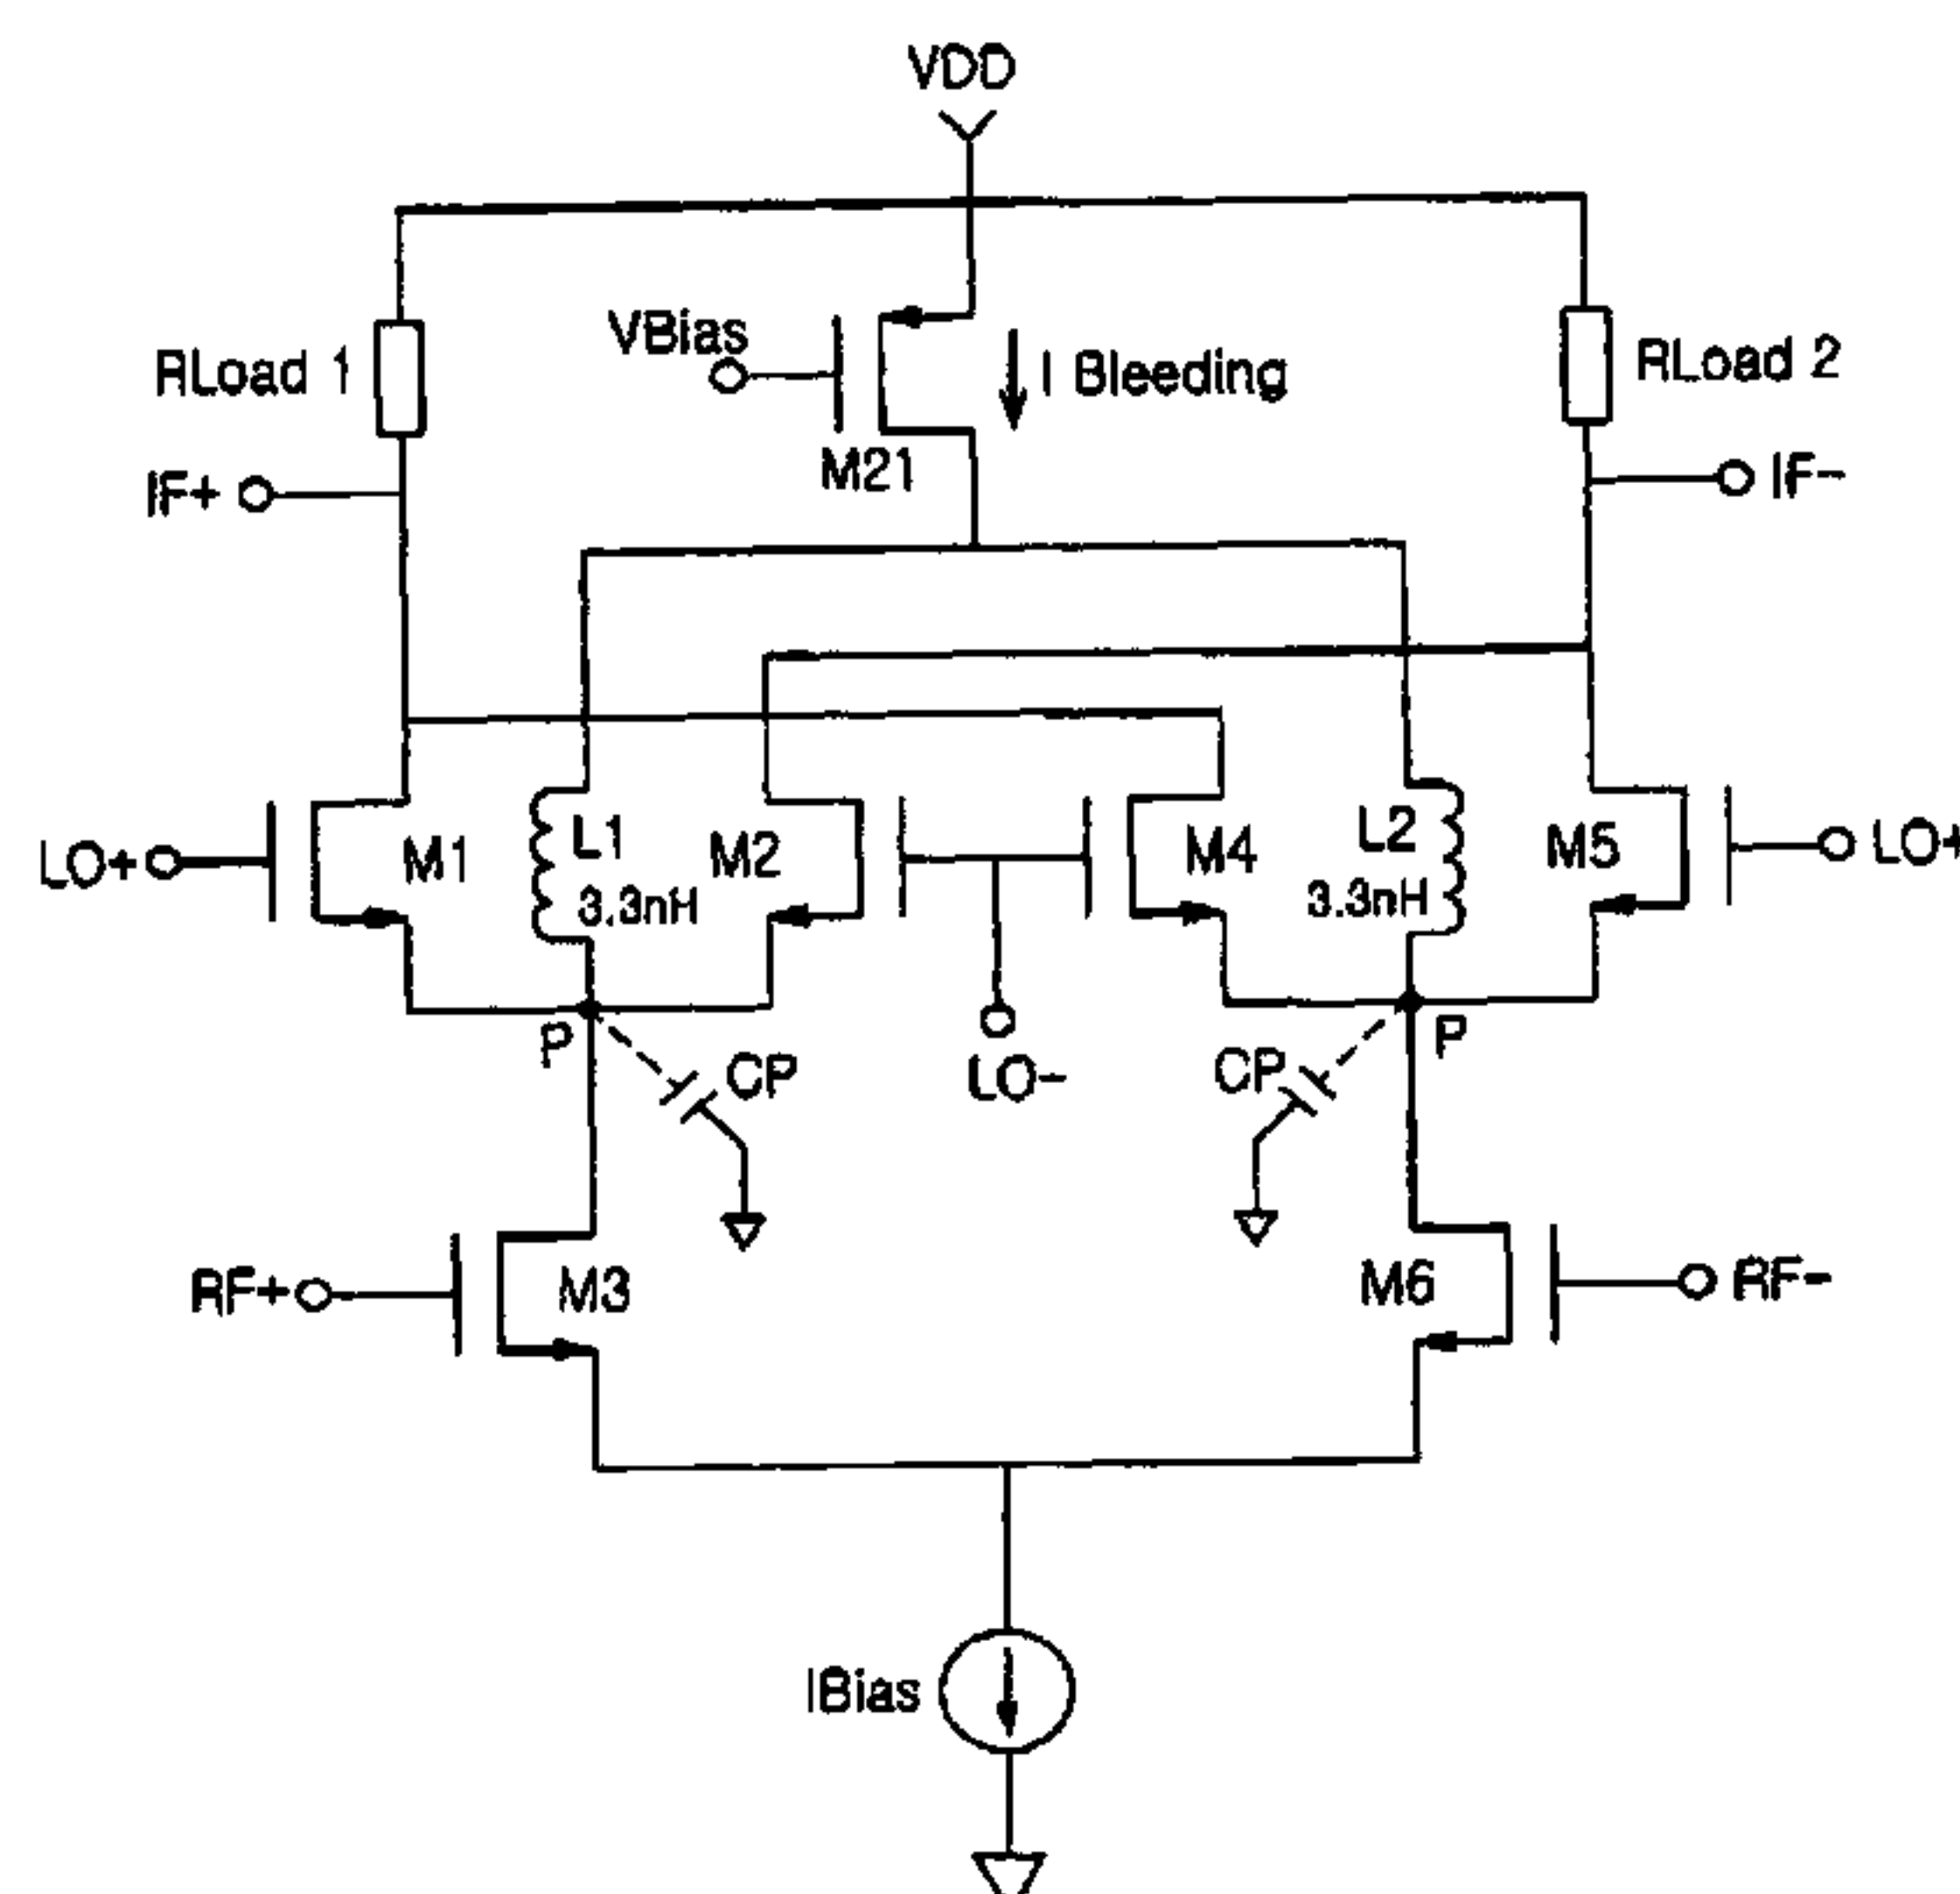 VDD
VBias
RLoad 1
I Bleeding
RLoad 2
M21
IF+
IF-
LO+
M1
L1
3.3nH
M2
M4
L2
3.3nH
M5
LO+
P
CP
LO-
CP
P
RF+
M3
M6
RF-
IBias